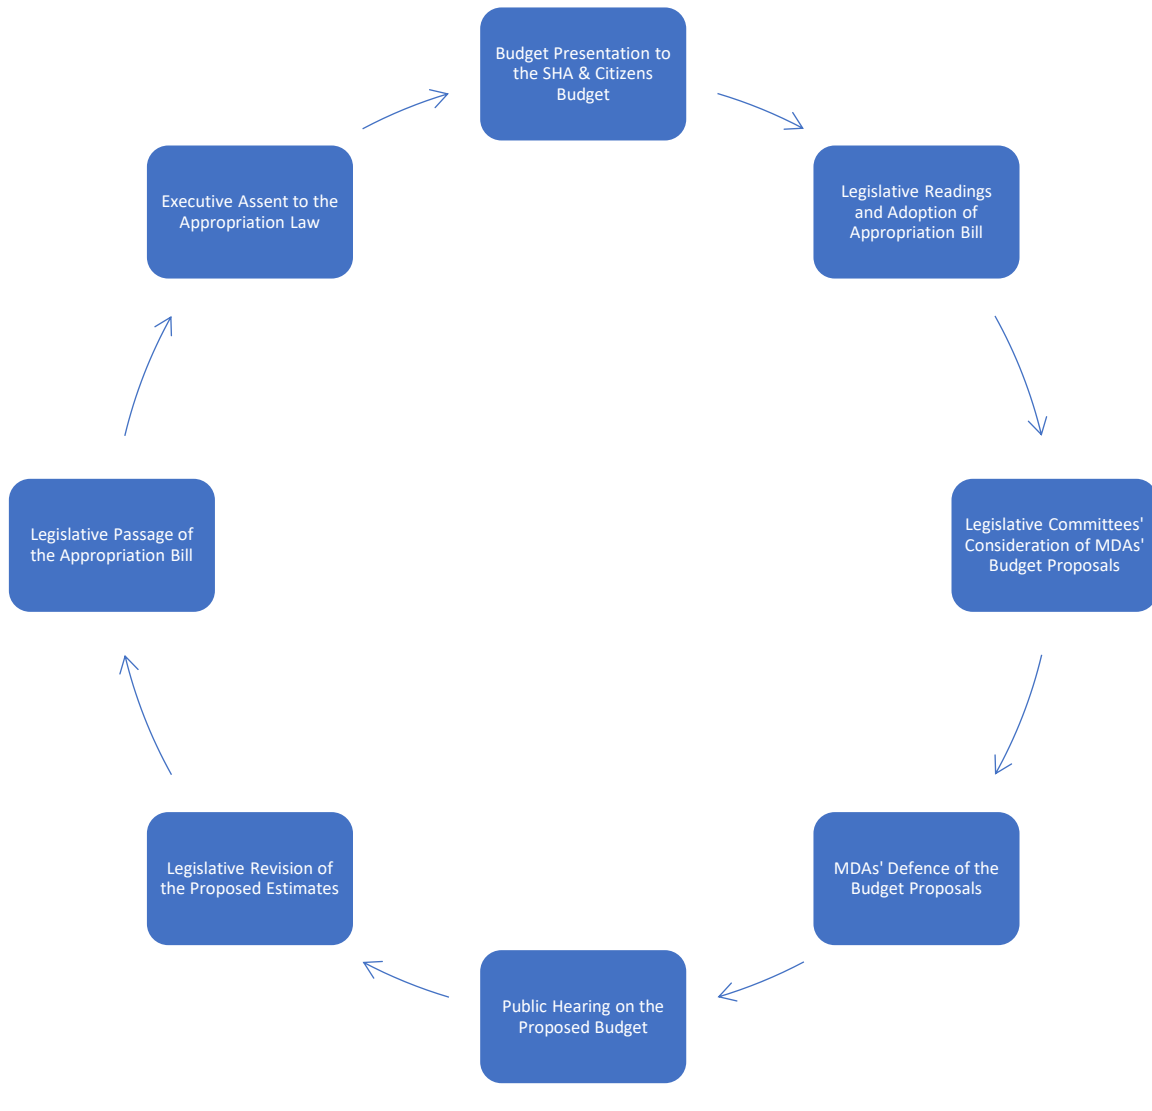 Budget Presentation to
the SHA & Citizens
Budget
Legislative Readings
and Adoption of
Appropriation Bill
Legislative Committees'
Consideration of MDAs'
Budget Proposals
MDAs' Defence of the
Budget Proposals
Public Hearing on the
Proposed Budget
Legislative Revision of
the Proposed Estimates
Legislative Passage of
the Appropriation Bill
Executive Assent to the
Appropriation Law